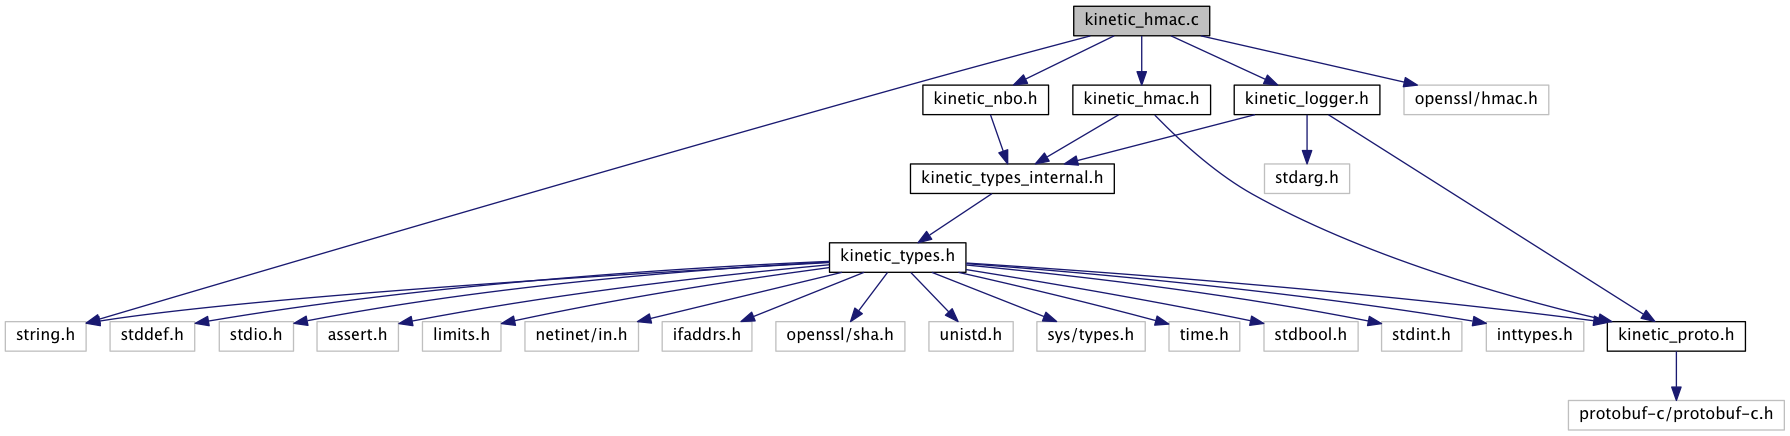 kinetic_hmac.c
kinetic_nbo.h
kinetic_hmac.h
kinetic_logger.h
openssl/hmac.h
kinetic_types_internal.h
stdarg.h
kinetic_types.h
string.h
stddef.h
stdio.h
assert.h
limits.h
netinet/in.h
ifaddrs.h
openssl/sha.h
unistd.h
sys/types.h
time.h
stdbool.h
stdint.h
inttypes.h
kinetic_proto.h
protobuf-c/protobuf-c.h